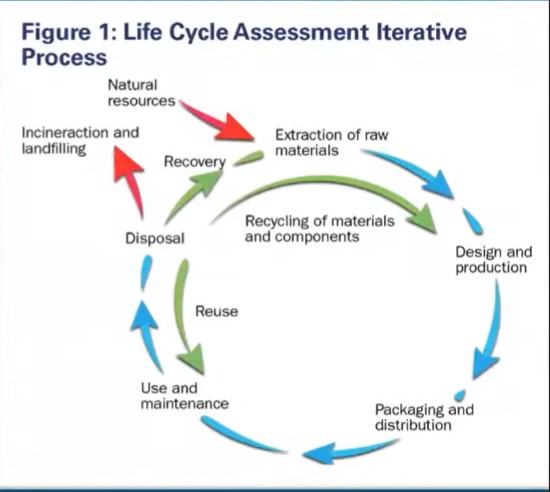 Figure 1: Life Cycle Assessment Iterative
Process
Natural
resources
Incineraction and
landfilling
Extraction of raw
materials
Recovery
Recycling of materials
and components
Disposal
Design and
production
Reuse
Use and
maintenance
Packaging and
distribution